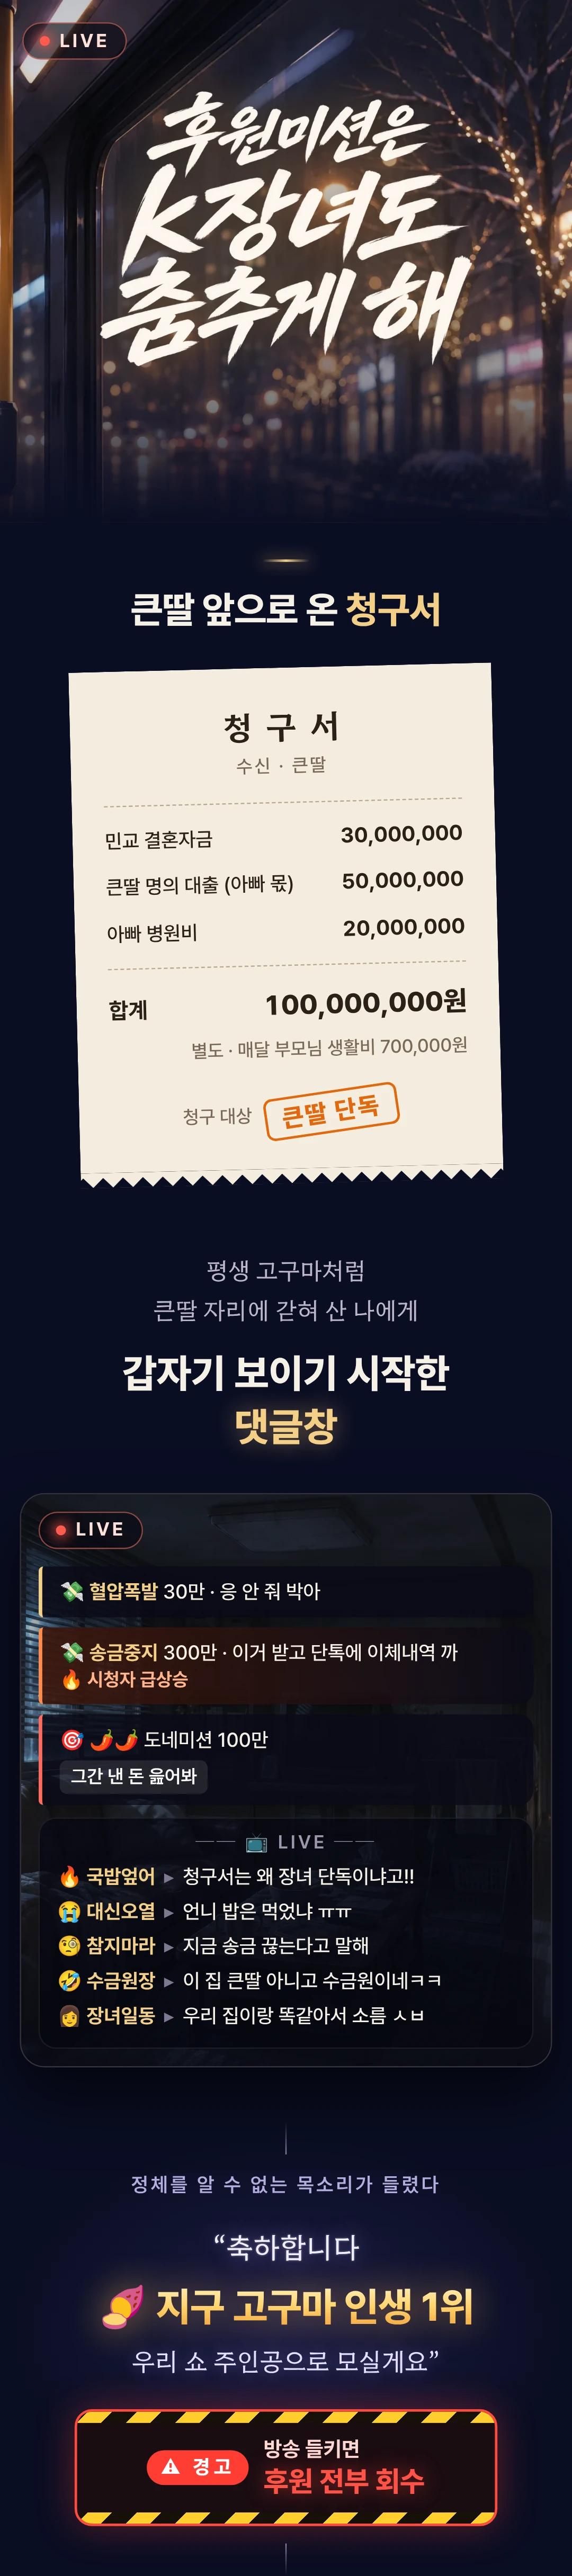 LIVE
후원미션은
K장녀도
춤추게 해
큰딸 앞으로 온 청구서
청구서
수신 · 큰딸
민교 결혼자금 30,000,000
큰딸 명의 대출 (아빠 몫) 50,000,000
아빠 병원비 20,000,000
합계 100,000,000원
별도 · 매달 부모님 생활비 700,000원
청구 대상 큰딸 단독
평생 고구마처럼
큰딸 자리에 갇혀 산 나에게
갑자기 보이기 시작한
댓글창
LIVE
💸 혈압폭발 30만 · 응 안 줘 박아
💸 송금중지 300만 · 이거 받고 단톡에 이체내역 까
🔥 시청자 급상승
🎯 🌶️🌶️ 도네미션 100만
그간 낸 돈 읊어봐
—— 📺 LIVE ——
🔥 국밥엎어 ▸ 청구서는 왜 장녀 단독이냐고!!
😭 대신오열 ▸ 언니 밥은 먹었냐 ㅠㅠ
🧐 참지마라 ▸ 지금 송금 끊는다고 말해
🤣 수금원장 ▸ 이 집 큰딸 아니고 수금원이네ㅋㅋ
👩 장녀일동 ▸ 우리 집이랑 똑같아서 소름 ㅅㅂ
정체를 알 수 없는 목소리가 들렸다
“축하합니다
🍠 지구 고구마 인생 1위
우리 쇼 주인공으로 모실게요”
⚠ 경고
방송 들키면
후원 전부 회수